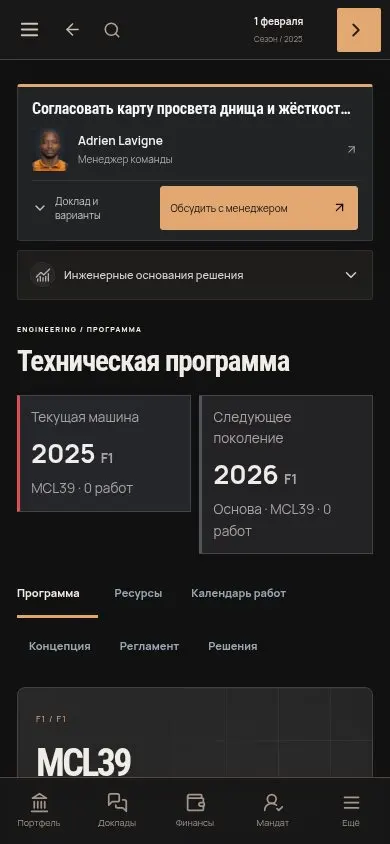 1 февраля
Сезон / 2025
Согласовать карту просвета днища и жёсткост…
Adrien Lavigne
Менеджер команды
Доклад и
варианты
Обсудить с менеджером
Инженерные основания решения
ENGINEERING / ПРОГРАММА
Техническая программа
Текущая машина
2025 F1
MCL39 · 0 работ
Следующее
поколение
2026 F1
Основа · MCL39 · 0
работ
Программа Ресурсы Календарь работ
Концепция Регламент Решения
F1 / F1
MCL39
Портфель Доклады Финансы Мандат Ещё